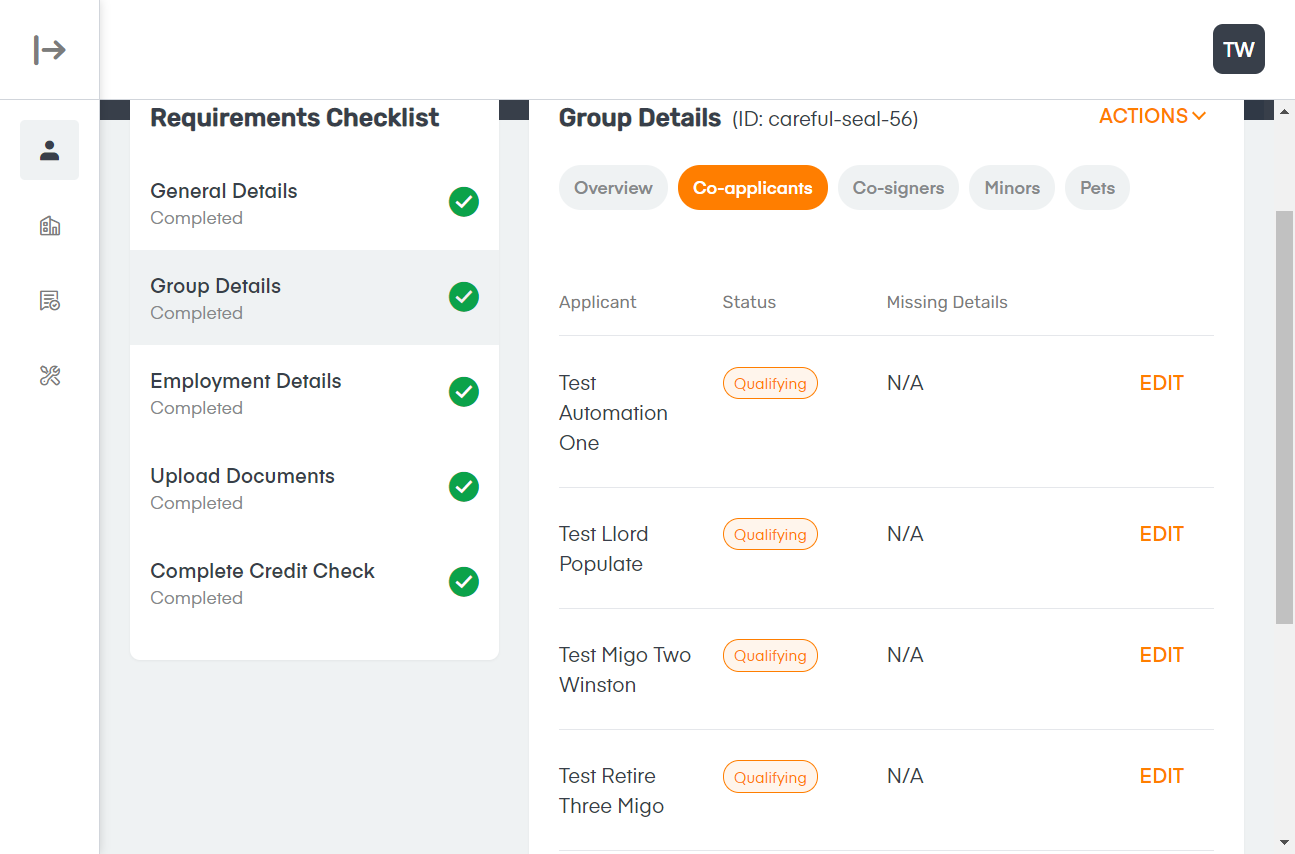 TW
Requirements Checklist
General Details
Completed
Group Details
Completed
Employment Details
Completed
Upload Documents
Completed
Complete Credit Check
Completed
Group Details (ID: careful-seal-56)
ACTIONS
Overview Co-applicants Co-signers Minors Pets
Applicant Status Missing Details
Test Qualifying N/A EDIT
Automation
One
Test Llord Qualifying N/A EDIT
Populate
Test Migo Two Qualifying N/A EDIT
Winston
Test Retire Qualifying N/A EDIT
Three Migo